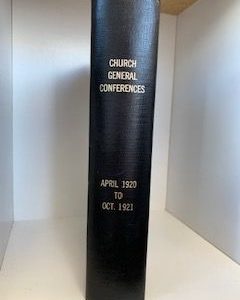 CHURCH
GENERAL
CONFERENCES
APRIL 1920
TO
OCT. 1921